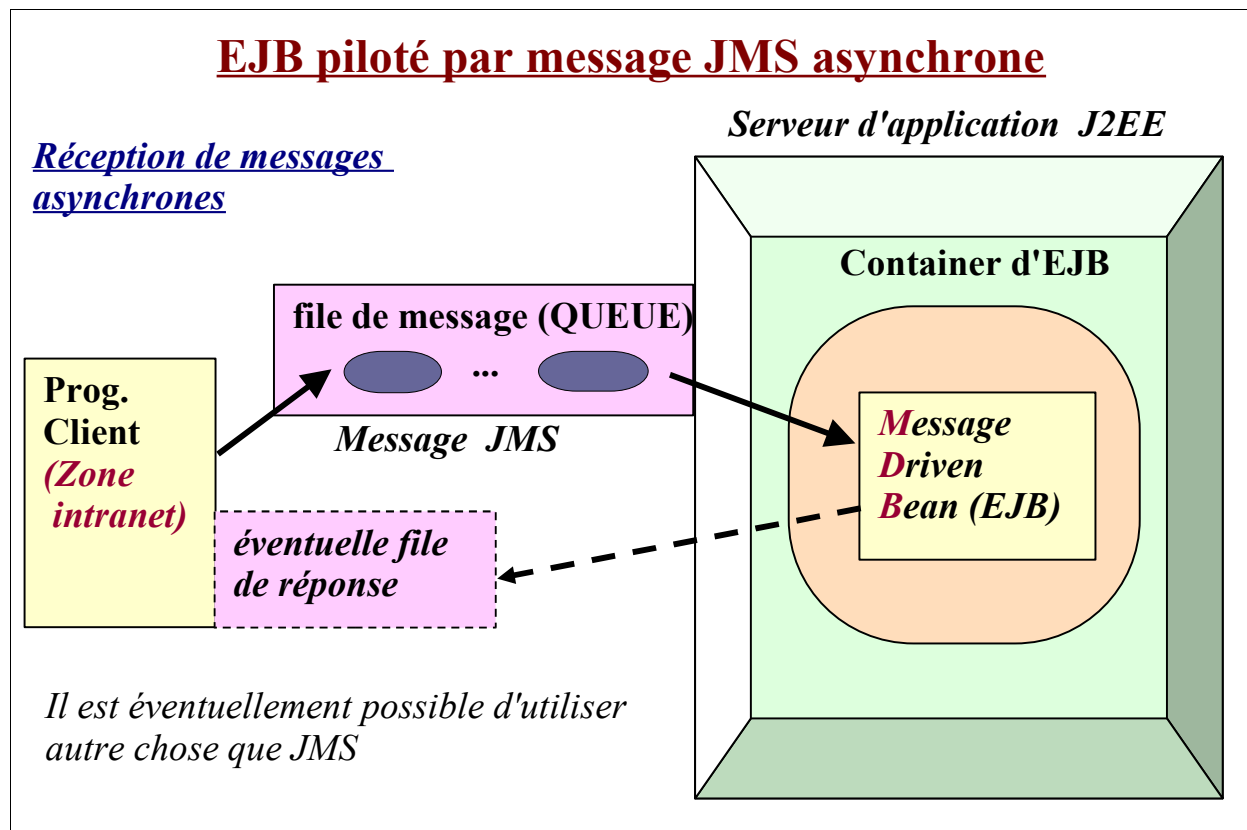 EJB piloté par message JMS asynchrone
Serveur d'application J2EE
Réception de messages
asynchrones
Container d'EJB
file de message (QUEUE)
...
Message JMS
Prog.
Client
(Zone
intranet)
Message
Driven
Bean (EJB)
éventuelle file
de réponse
Il est éventuellement possible d'utiliser
autre chose que JMS